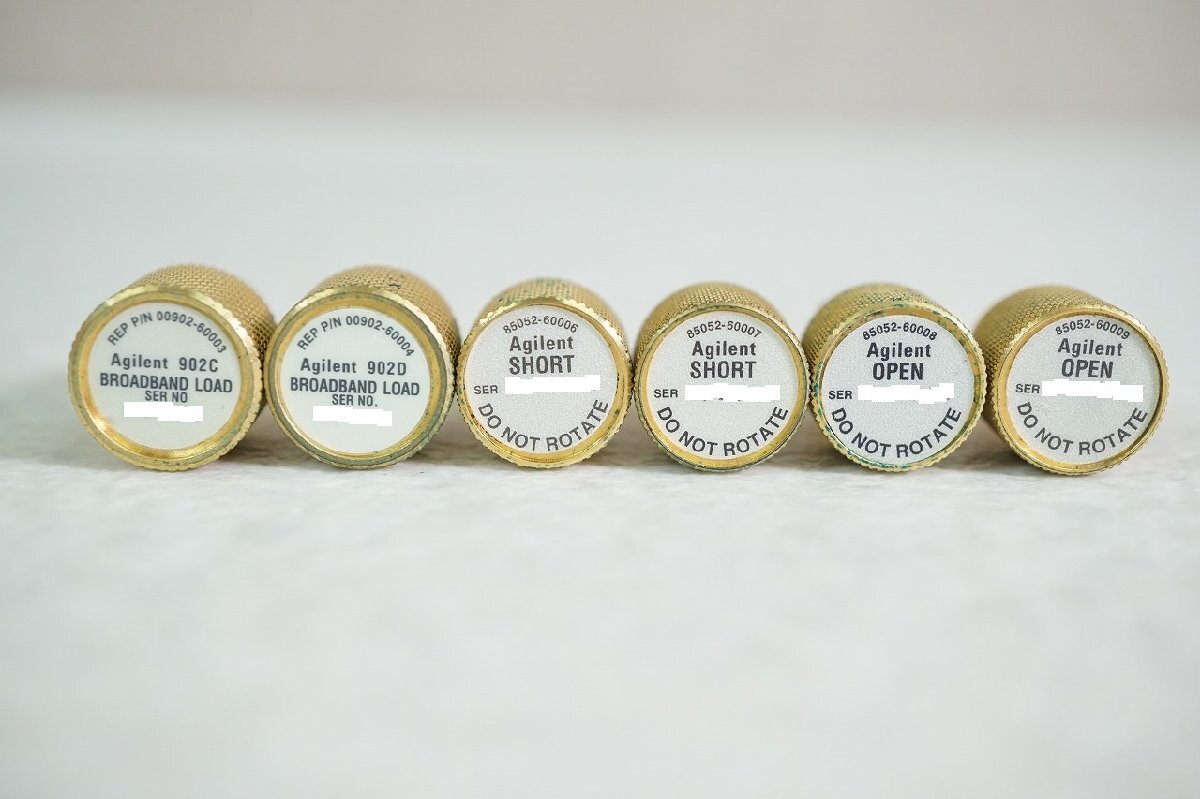 REP P/N 00902-60003
Agilent 902C
BROADBAND LOAD
SER NO
REP P/N 00902-60004
Agilent 902D
BROADBAND LOAD
SER NO.
85052-60006
Agilent
SHORT
SER
DO NOT ROTATE
85052-60007
Agilent
SHORT
SER
DO NOT ROTATE
85052-60008
Agilent
OPEN
SER
DO NOT ROTATE
85052-60009
Agilent
OPEN
SER
DO NOT ROTATE